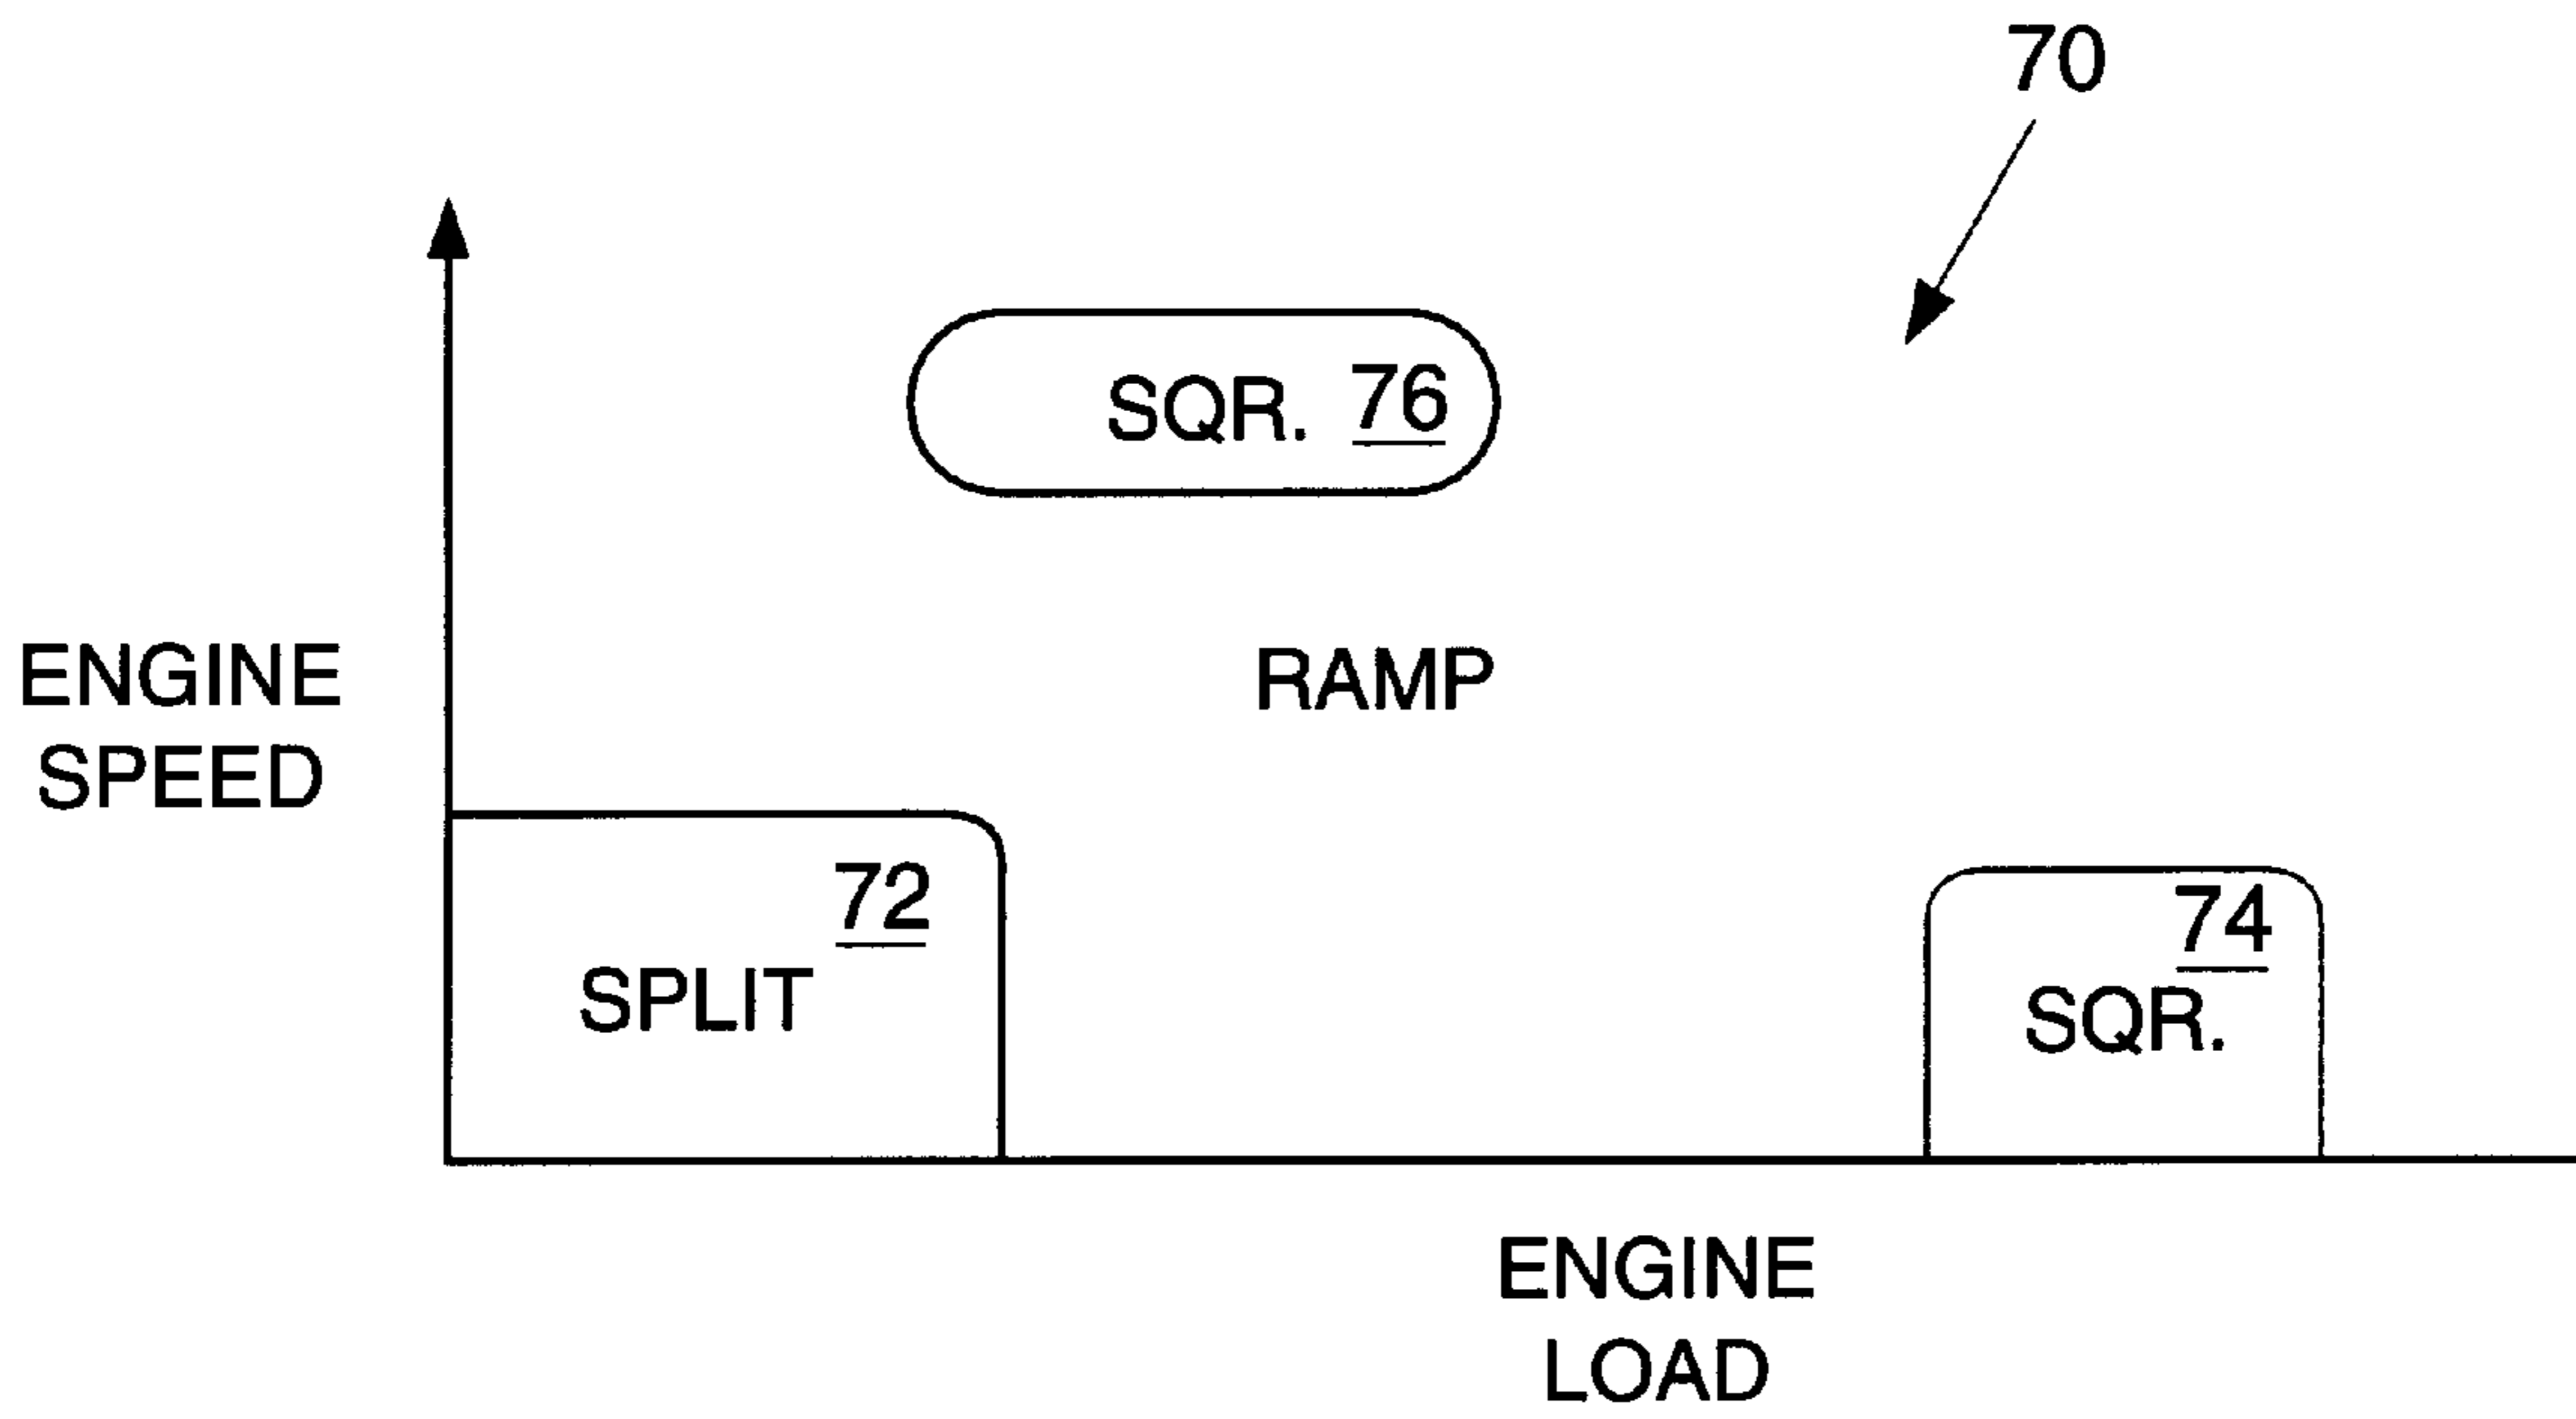 70
SQR. 76
RAMP
ENGINE
SPEED
72
SPLIT
74
SQR.
ENGINE
LOAD